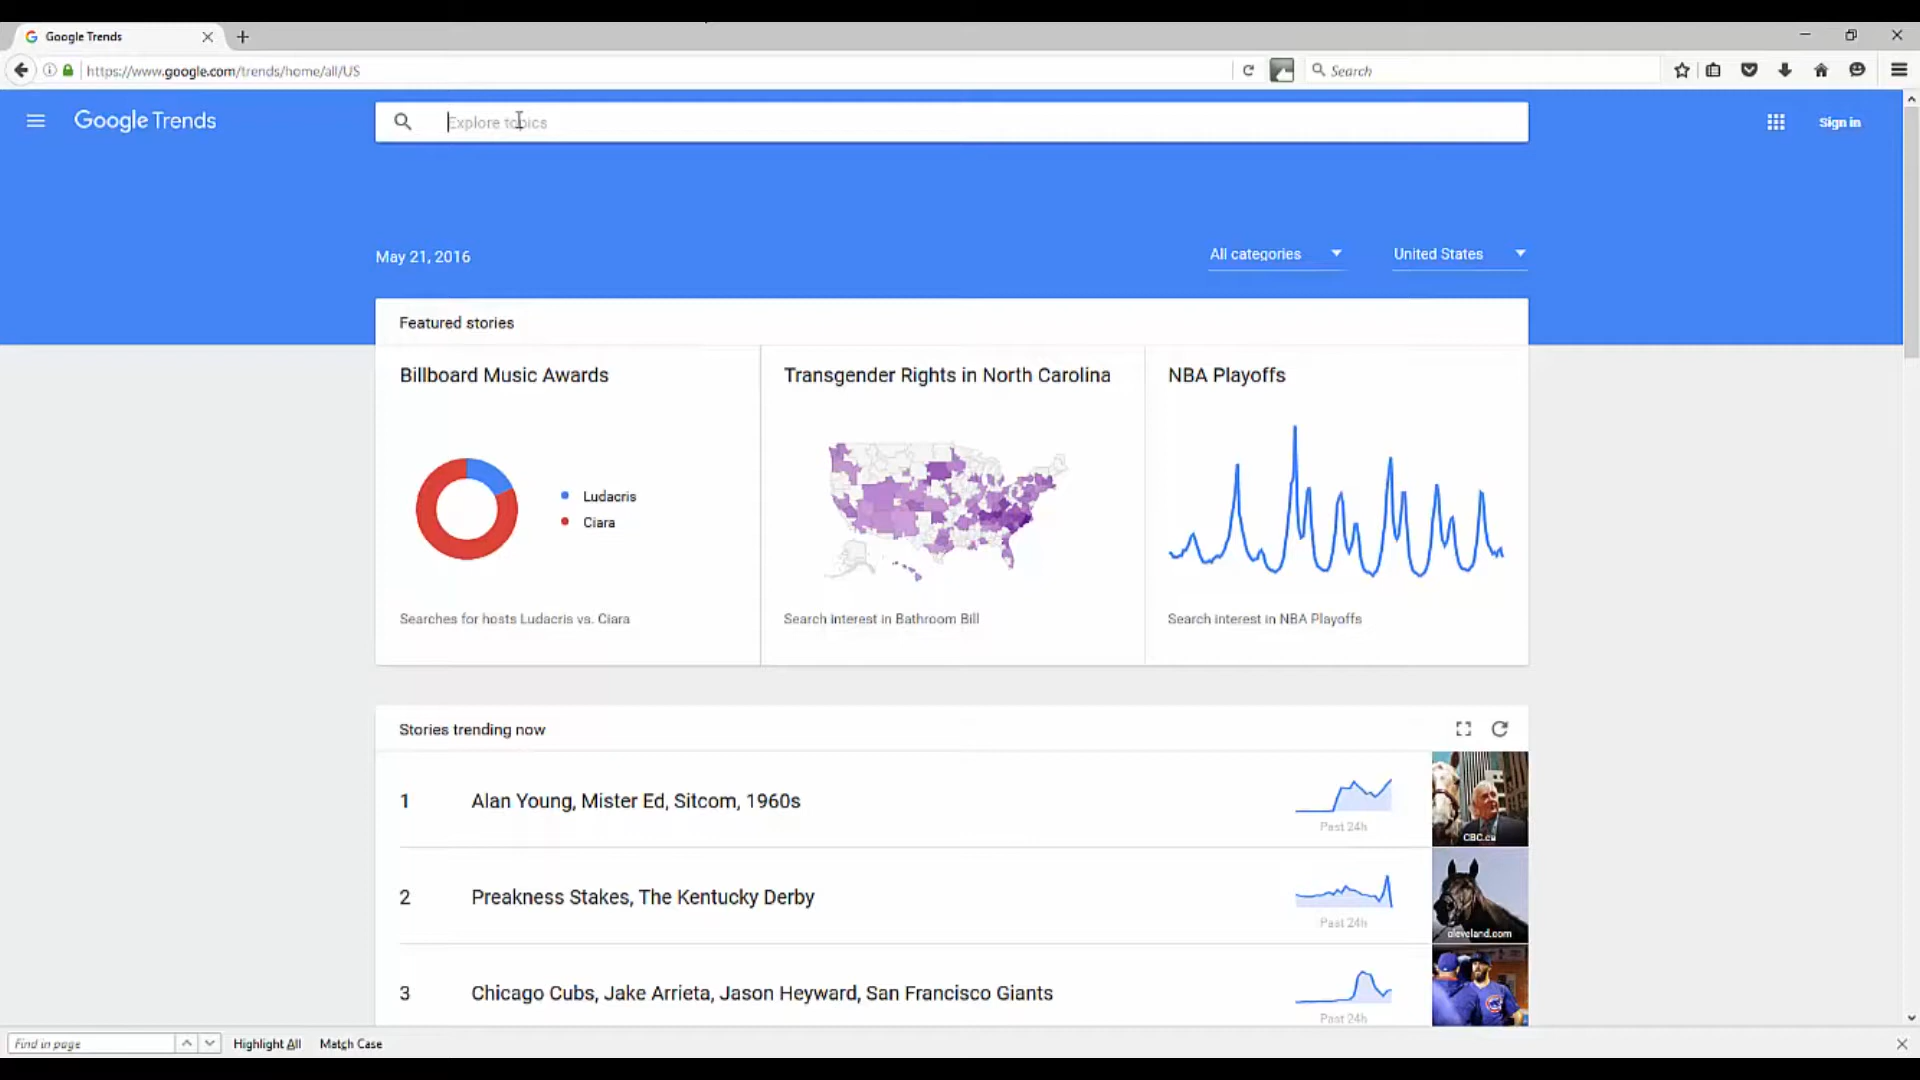 Google Trends
https://www.google.com/trends/home/all/US
Search
Google Trends
Explore topics
Sign in
May 21, 2016
All categories
United States
Featured stories
Billboard Music Awards
Ludacris
Ciara
Searches for hosts Ludacris vs. Ciara
Transgender Rights in North Carolina
Search interest in Bathroom Bill
NBA Playoffs
Search interest in NBA Playoffs
Stories trending now
1 Alan Young, Mister Ed, Sitcom, 1960s
Past 24h
CBC.ca
2 Preakness Stakes, The Kentucky Derby
Past 24h
cleveland.com
3 Chicago Cubs, Jake Arrieta, Jason Heyward, San Francisco Giants
Past 24h
Find in page
Highlight All
Match Case